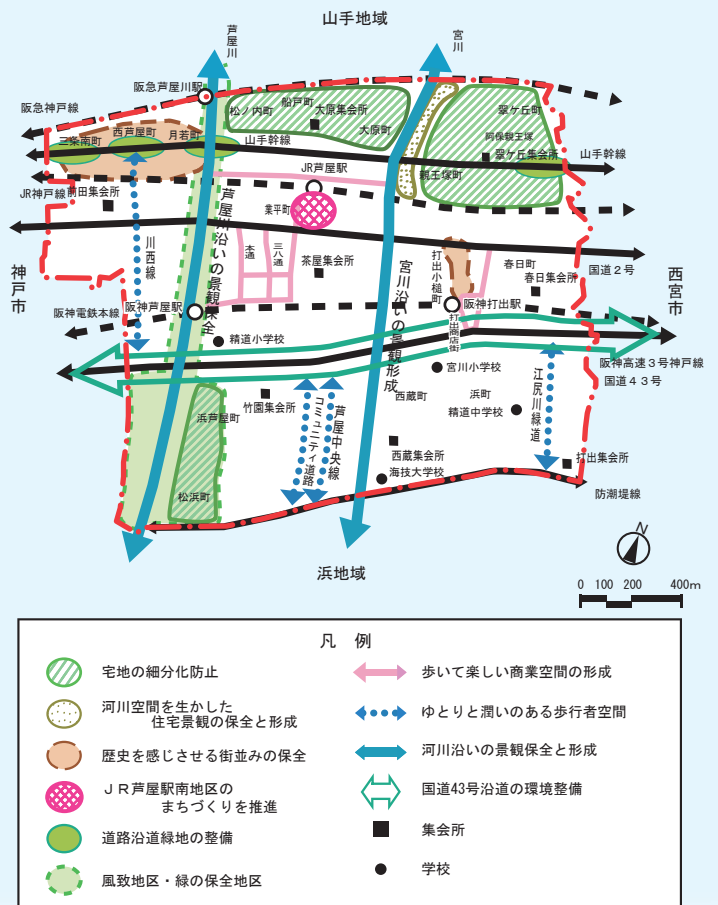 山手地域
芦屋川
宮川
阪急芦屋川駅
阪急神戸線
松ノ内町
船戸町
大原集会所
大原町
翠ケ丘町
阿保親王塚
翠ケ丘集会所
親王塚町
三条南町
西芦屋町
月若町
山手幹線
山手幹線
JR芦屋駅
JR神戸線
前田集会所
業平町
芦屋川沿いの景観保全
川西線
本通
三八通
茶屋集会所
宮川沿いの景観形成
打出小槌町
春日町
春日集会所
国道2号
神戸市
西宮市
阪神電鉄本線
阪神芦屋駅
阪神打出駅
打出商店街
精道小学校
宮川小学校
阪神高速3号神戸線
国道43号
西蔵町
浜町
精道中学校
江尻川緑道
竹園集会所
浜芦屋町
コミュニティ道路
芦屋中央線
西蔵集会所
海技大学校
打出集会所
松浜町
防潮堤線
浜地域
N
0 100 200 400m
凡 例
宅地の細分化防止
河川空間を生かした
住宅景観の保全と形成
歴史を感じさせる街並みの保全
JR芦屋駅南地区の
まちづくりを推進
道路沿道緑地の整備
風致地区・緑の保全地区
歩いて楽しい商業空間の形成
ゆとりと潤いのある歩行者空間
河川沿いの景観保全と形成
国道43号沿道の環境整備
集会所
学校